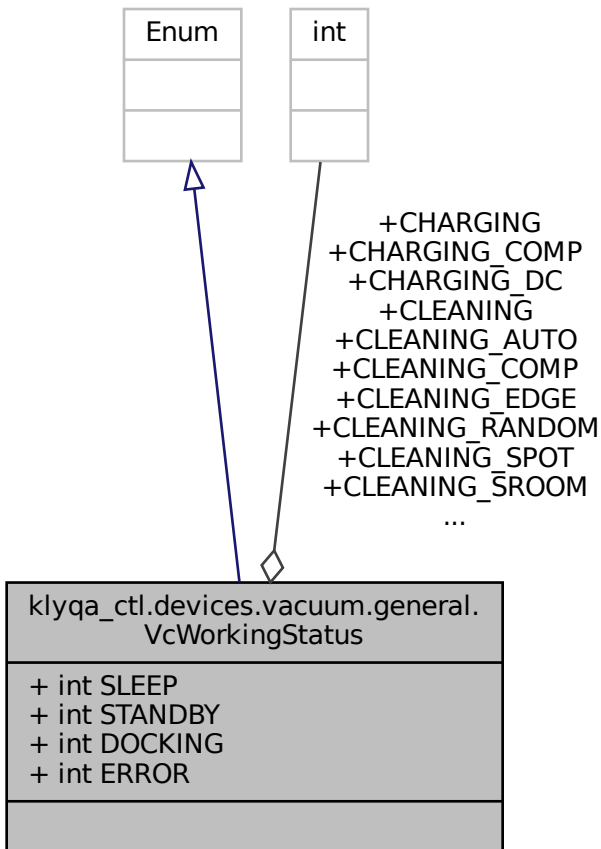 Enum
int
+CHARGING
+CHARGING_COMP
+CHARGING_DC
+CLEANING
+CLEANING_AUTO
+CLEANING_COMP
+CLEANING_EDGE
+CLEANING_RANDOM
+CLEANING_SPOT
+CLEANING_SROOM
...
klyqa_ctl.devices.vacuum.general.
VcWorkingStatus
+ int SLEEP
+ int STANDBY
+ int DOCKING
+ int ERROR